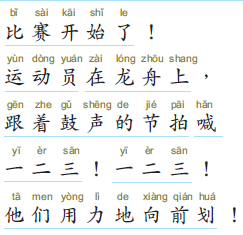 bǐ sài kāi shǐ le
比赛开始了！
yùn dòng yuán zài lóng zhōu shang
运动员在龙舟上，
gēn zhe gǔ shēng de jié pāi hǎn
跟着鼓声的节拍喊
yī èr sān yī èr sān
一二三！一二三！
tā men yòng lì de xiàng qián huá
他们用力地向前划！